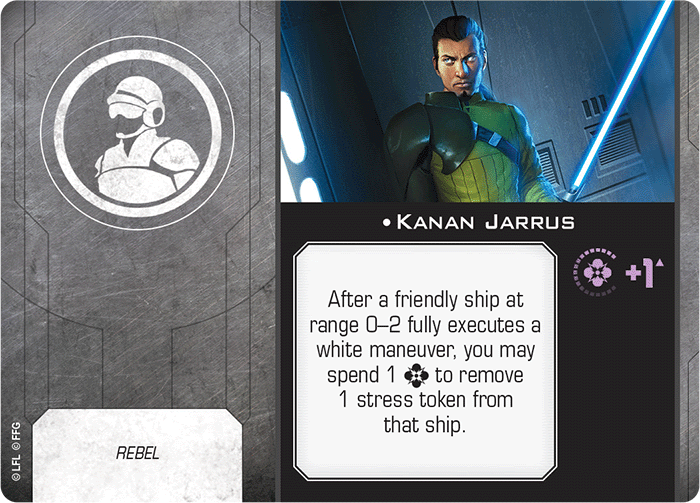 • KANAN JARRUS
+1
After a friendly ship at
range 0–2 fully executes a
white maneuver, you may
spend 1 to remove
1 stress token from
that ship.
REBEL
© LFL © FFG